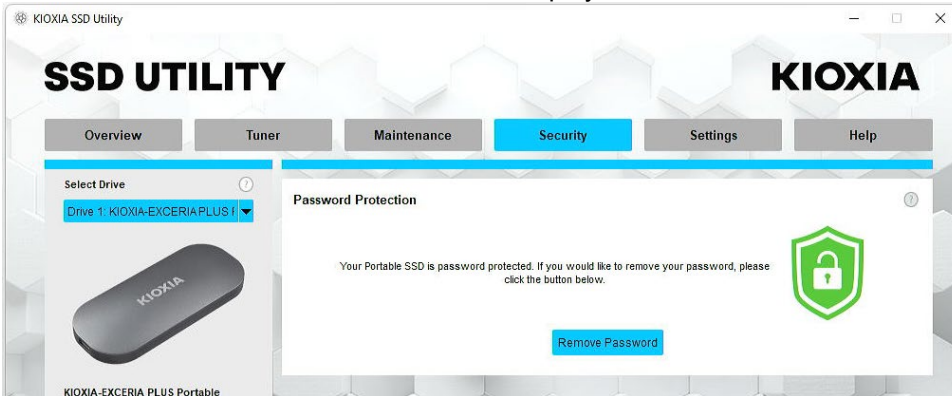 KIOXIA SSD Utility
SSD UTILITY
KIOXIA
Overview
Tuner
Maintenance
Security
Settings
Help
Select Drive
?
Drive 1: KIOXIA-EXCERIA PLUS
KIOXIA
KIOXIA-EXCERIA PLUS Portable
Password Protection
?
Your Portable SSD is password protected. If you would like to remove your password, please
click the button below.
Remove Password